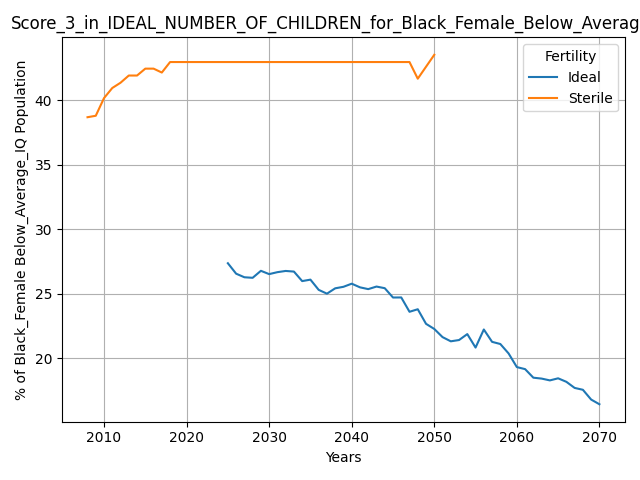 Score_3_in_IDEAL_NUMBER_OF_CHILDREN_for_Black_Female_Below_Averag
Fertility
Ideal
Sterile
% of Black_Female Below_Average_IQ Population
40
35
30
25
20
2010 2020 2030 2040 2050 2060 2070
Years